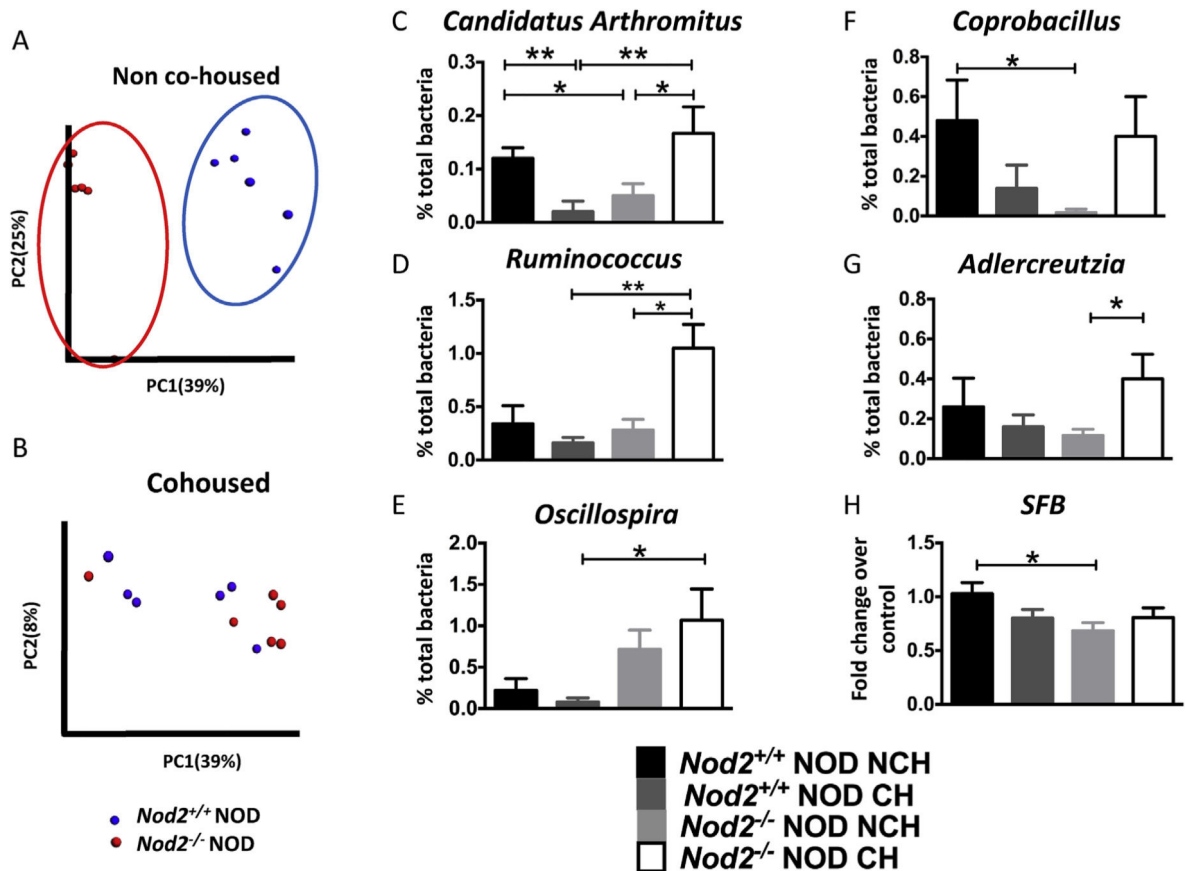 A
Non co-housed
PC2(25%)
PC1(39%)
B
Cohoused
PC2(8%)
PC1(39%)
Nod2+/+ NOD
Nod2-/- NOD
C
Candidatus Arthromitus
% total bacteria
0.3
0.2
0.1
0.0
**
**
*
*
D
Ruminococcus
% total bacteria
1.5
1.0
0.5
0.0
**
*
E
Oscillospira
% total bacteria
2.0
1.5
1.0
0.5
0.0
*
F
Coprobacillus
% total bacteria
0.8
0.6
0.4
0.2
0.0
*
G
Adlercreutzia
% total bacteria
0.8
0.6
0.4
0.2
0.0
*
H
SFB
Fold change over
control
1.5
1.0
0.5
0.0
*
Nod2+/+ NOD NCH
Nod2+/+ NOD CH
Nod2-/- NOD NCH
Nod2-/- NOD CH